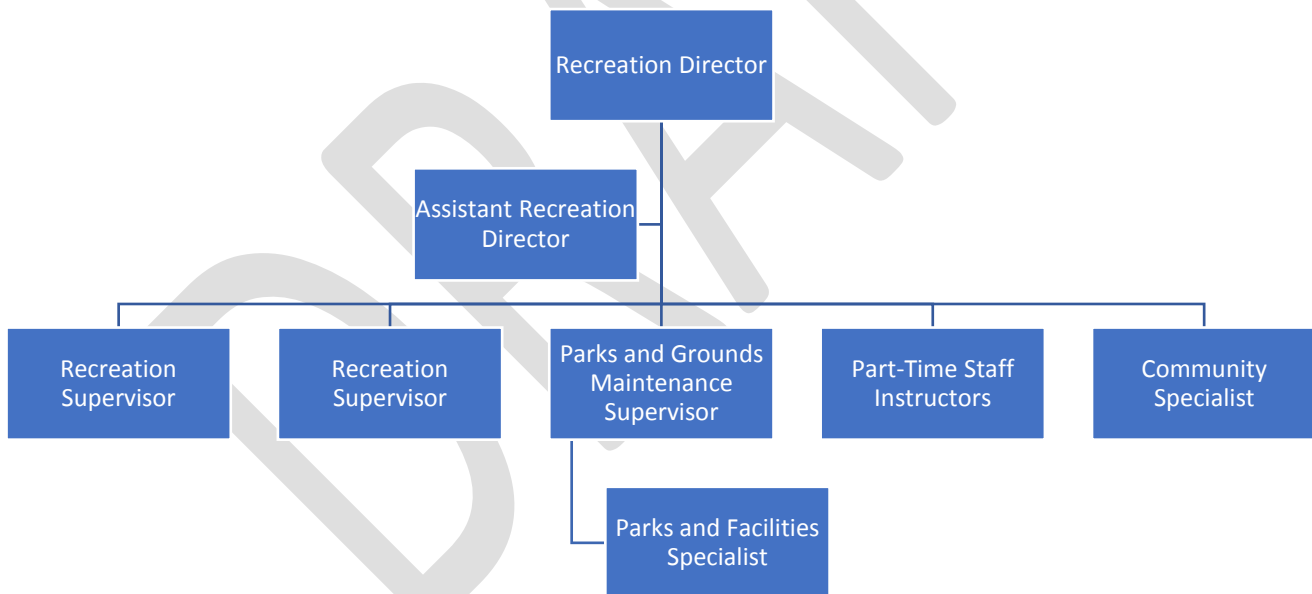 Recreation Director
Assistant Recreation
Director
Recreation
Supervisor
Recreation
Supervisor
Parks and Grounds
Maintenance
Supervisor
Part-Time Staff
Instructors
Community
Specialist
Parks and Facilities
Specialist
DRAFT